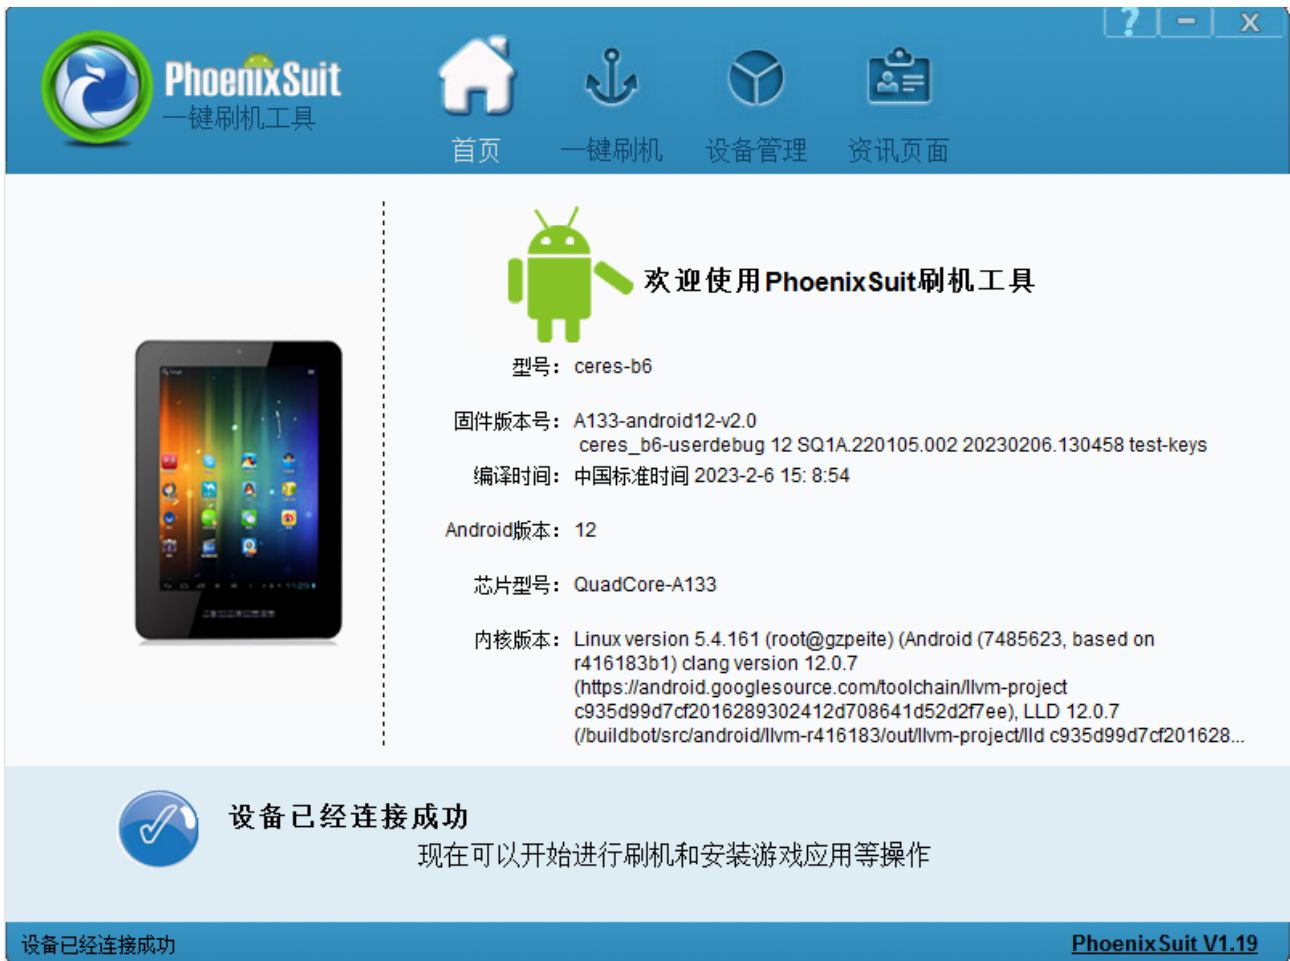 ?
PhoenixSuit
一键刷机工具
首页
一键刷机
设备管理
资讯页面
欢迎使用PhoenixSuit刷机工具
型号： ceres-b6
固件版本号： A133-android12-v2.0
ceres_b6-userdebug 12 SQ1A.220105.002 20230206.130458 test-keys
编译时间： 中国标准时间 2023-2-6 15: 8:54
Android版本： 12
芯片型号： QuadCore-A133
内核版本： Linux version 5.4.161 (root@gzpeite) (Android (7485623, based on
r416183b1) clang version 12.0.7
(https://android.googlesource.com/toolchain/llvm-project
c935d99d7cf2016289302412d708641d52d2f7ee), LLD 12.0.7
(/buildbot/src/android/llvm-r416183/out/llvm-project/lld c935d99d7cf201628...
设备已经连接成功
现在可以开始进行刷机和安装游戏应用等操作
设备已经连接成功
PhoenixSuit V1.19